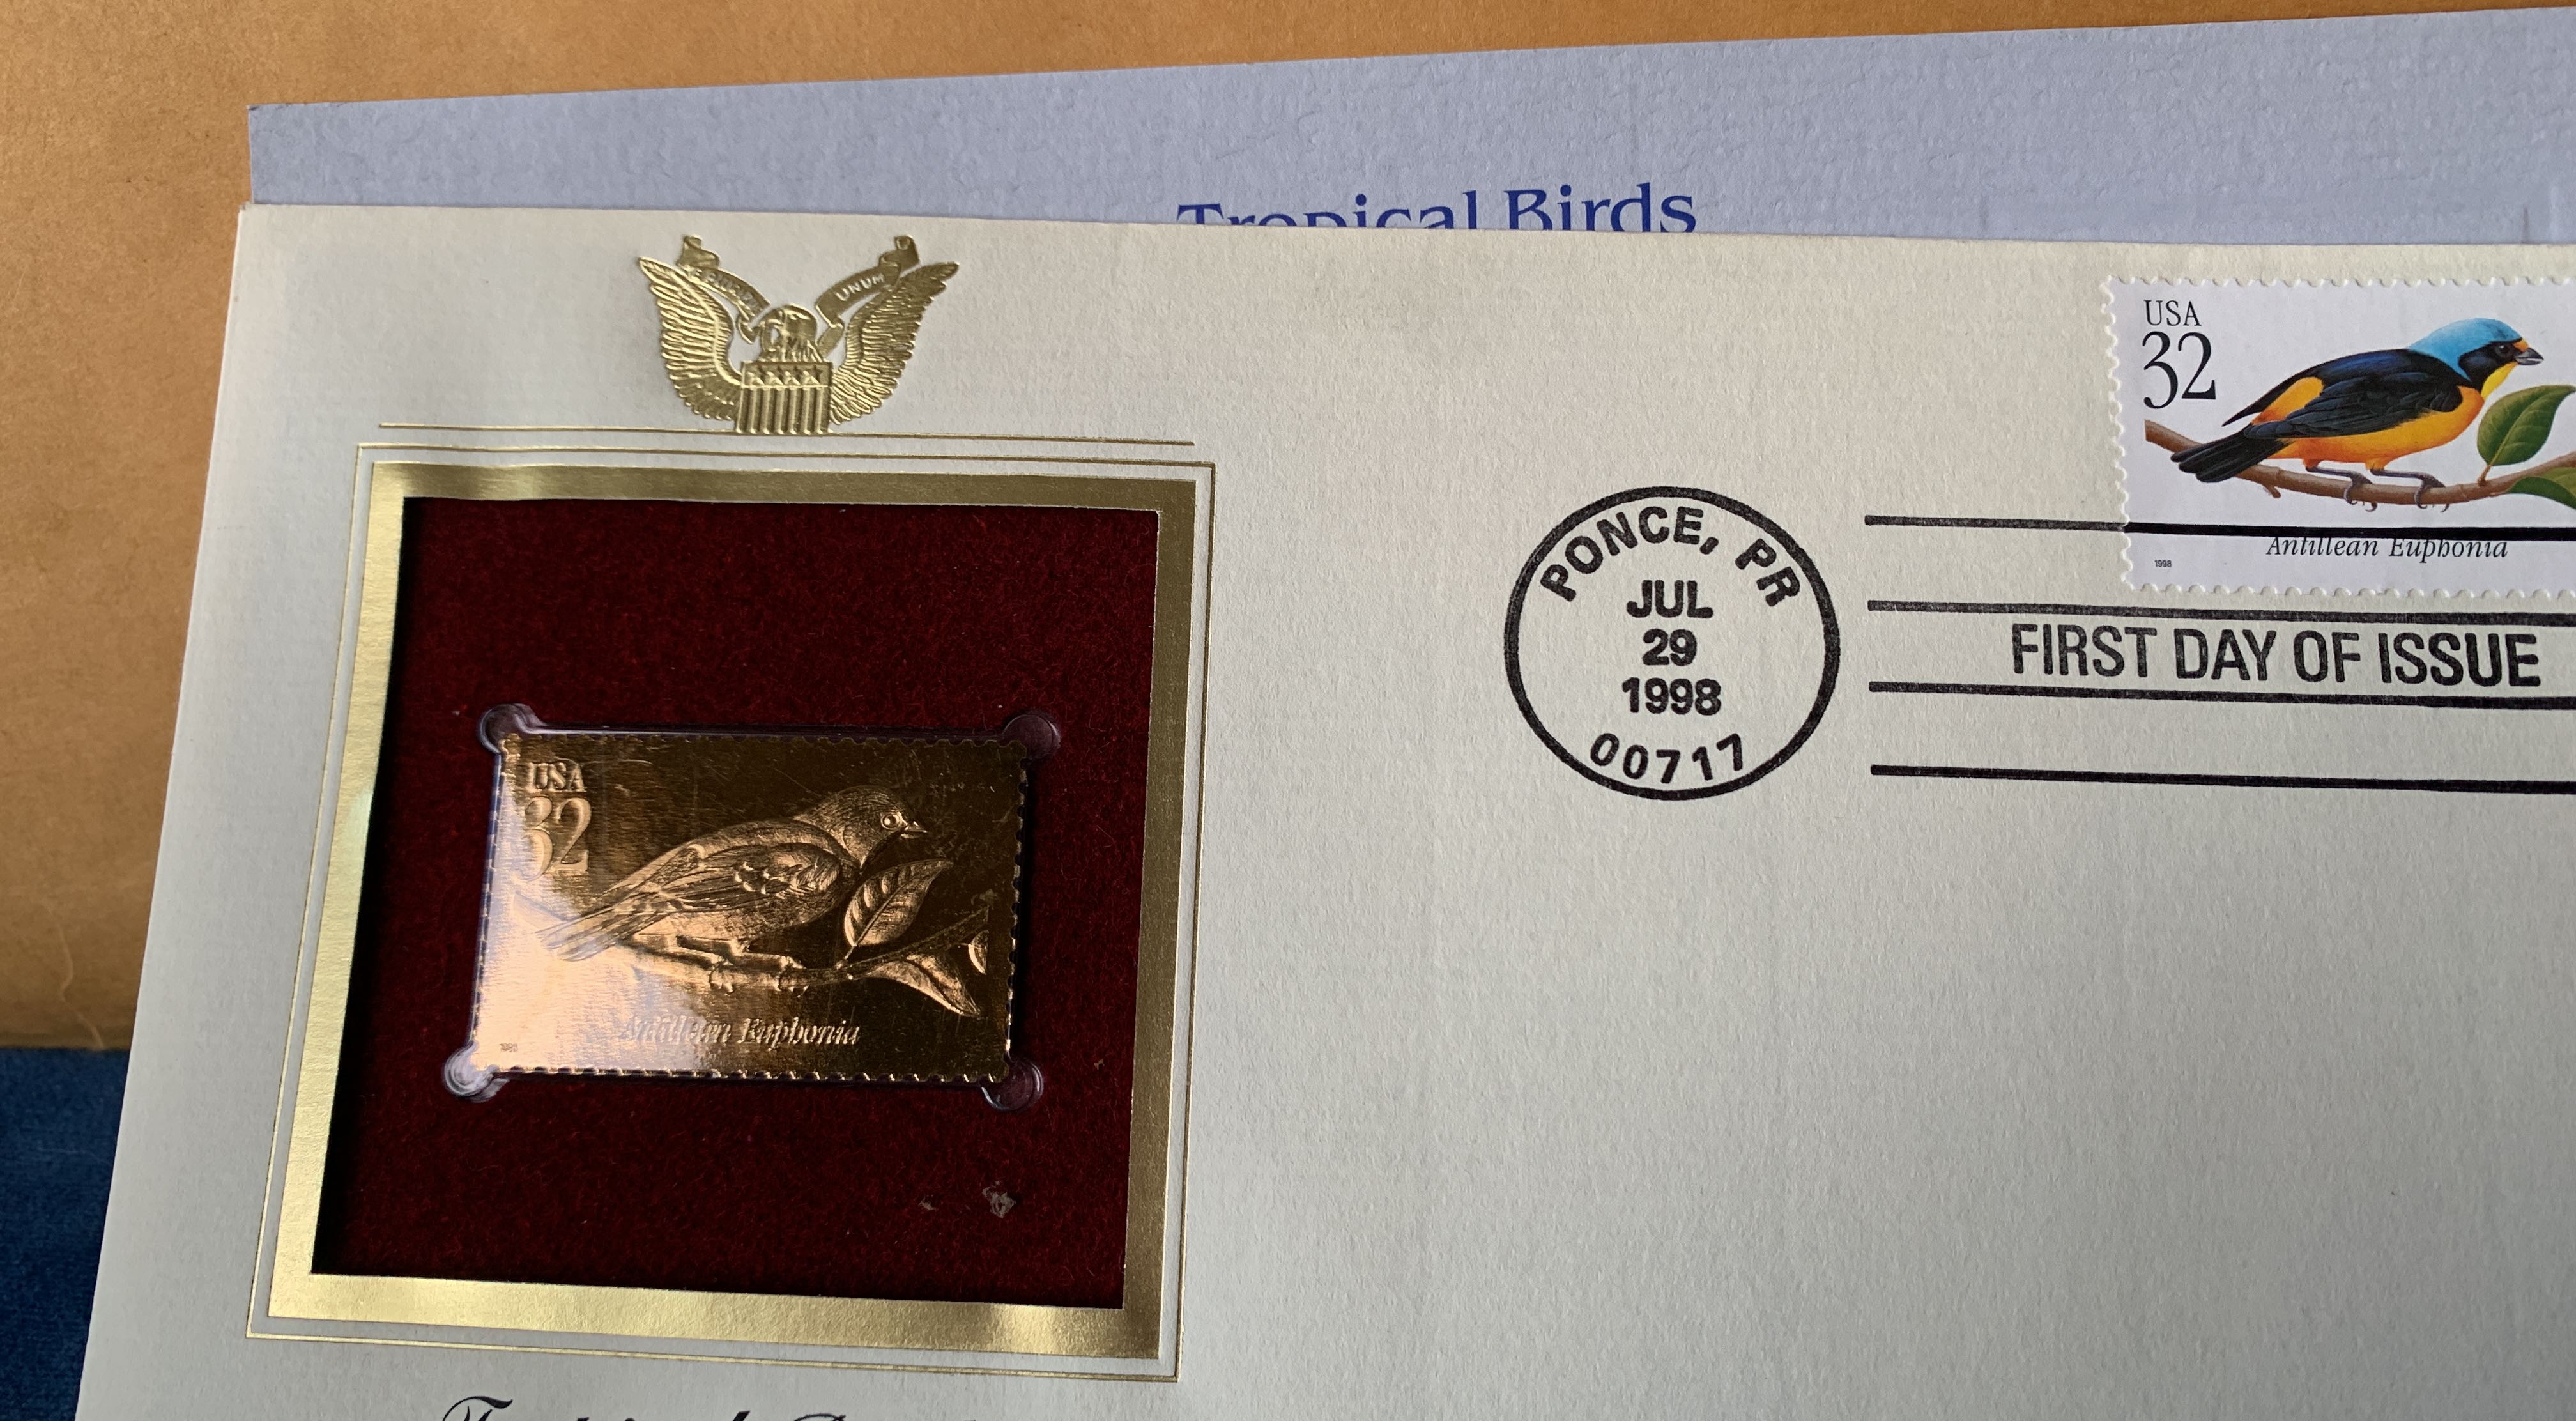 Tropical Birds
UNUM
USA
32
Antillean Euphonia
1998
PONCE, PR
JUL
29
1998
00717
FIRST DAY OF ISSUE
USA
32
Antillean Euphonia